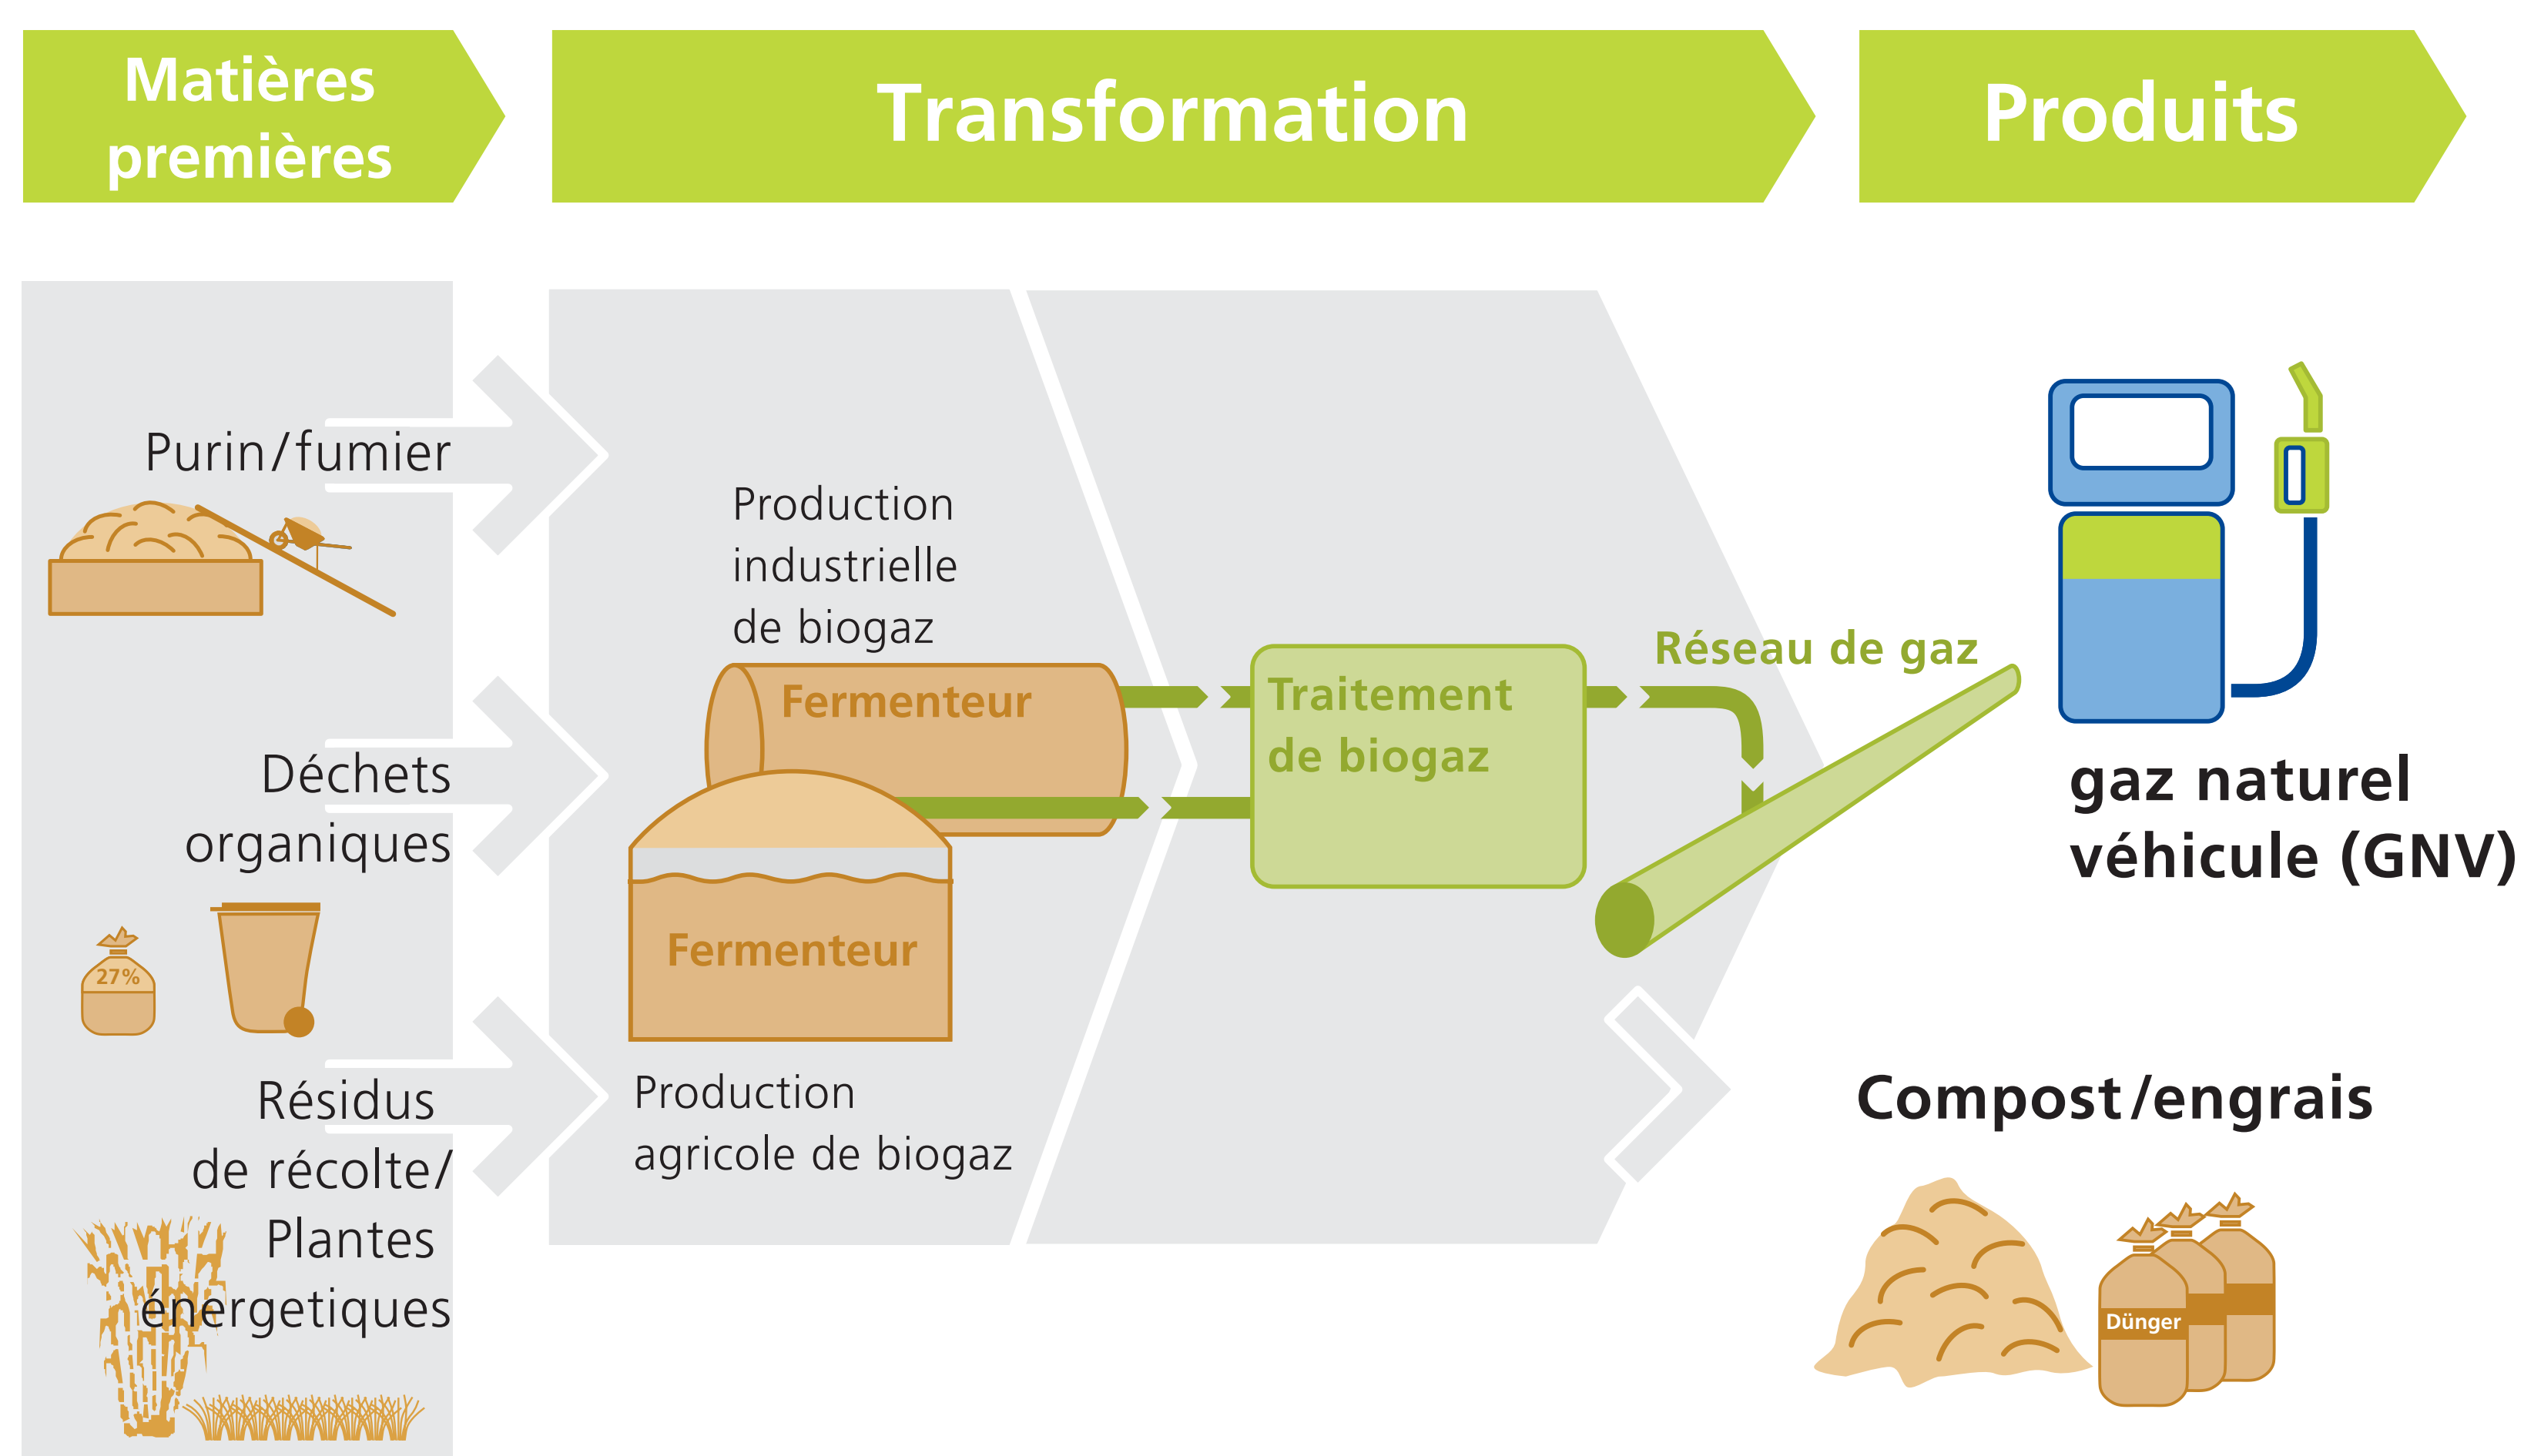 Matières
premières
Transformation
Produits
Purin/fumier
Déchets
organiques
27%
Résidus
de récolte/
Plantes
énergetiques
Production
industrielle
de biogaz
Fermenteur
Fermenteur
Production
agricole de biogaz
Traitement
de biogaz
Réseau de gaz
gaz naturel
véhicule (GNV)
Compost/engrais
Dünger